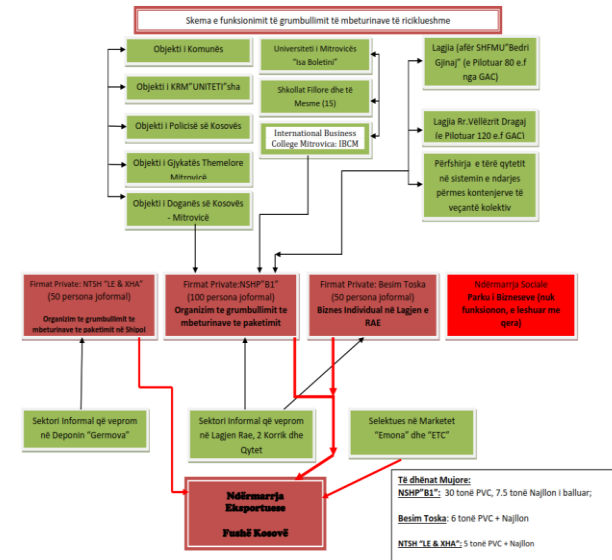 Skema e funksionimit të grumbullimit të mbeturinave të riciklueshme
Objekti i Komunës
Objekti i KRM"UNITETI"sha
Objekti i Policisë së Kosovës
Objekti i Gjykatës Themelore
Mitrovicë
Objekti i Doganës së Kosovës
- Mitrovicë
Universiteti i Mitrovicës
"Isa Boletini"
Shkollat Fillore dhe të
Mesme (15)
International Business
College Mitrovica: IBCM
Lagjia (afër SHFMU"Bedri
Gjinaj" (e Pilotuar 80 e.f
nga GAC)
Lagjia Rr.Vëllëzrit Dragaj
(e Pilotuar 120 e.f GAC)
Përfshirja e tërë qytetit
në sistemin e ndarjes
përmes kontenjerve të
veçantë kolektiv
Firmat Private: NTSH "LE & XHA"
(50 persona joformal)
Organizim te grumbullimit te
mbeturinave te paketimit në Shipol
Firmat Private:NSHP"B1"
(100 persona joformal)
Organizim te grumbullimit te
mbeturinave te paketimit
Firmat Private: Besim Toska
(50 persona joformal)
Biznes Individual në Lagjen e
RAE
Ndërmarrja Sociale
Parku i Bizneseve (nuk
funksionon, e leshuar me
qera)
Sektori Informal që veprom
në Deponin "Germova"
Sektori Informal që veprom
në Lagjen Rae, 2 Korrik dhe
Qytet
Selektues në Marketet
"Emona" dhe "ETC"
Ndërmarrja
Eksportuese
Fushë Kosovë
Të dhënat Mujore:
NSHP"B1": 30 tonë PVC, 7.5 tonë Najllon i balluar;
Besim Toska: 6 tonë PVC + Najllon
NTSH "LE & XHA": 5 tonë PVC + Najllon